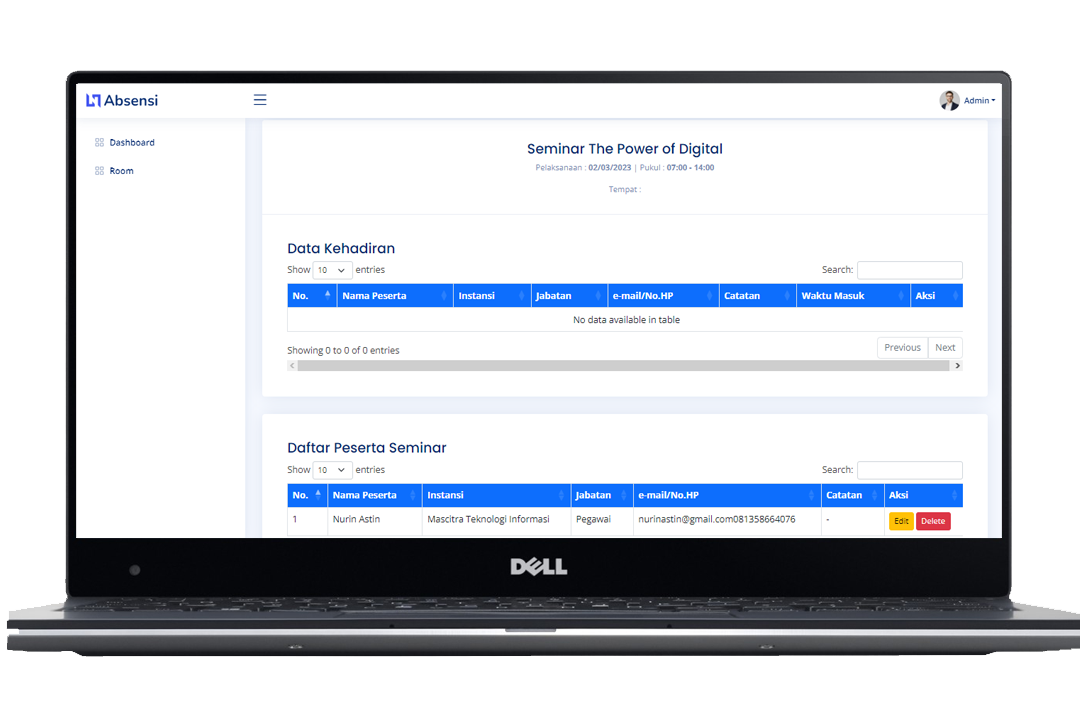 Absensi
Admin
Dashboard
Room
Seminar The Power of Digital
Pelaksanaan : 02/03/2023 | Pukul : 07:00 - 14:00
Tempat :
Data Kehadiran
Show 10 entries Search:
No. Nama Peserta Instansi Jabatan e-mail/No.HP Catatan Waktu Masuk Aksi
No data available in table
Showing 0 to 0 of 0 entries Previous Next
Daftar Peserta Seminar
Show 10 entries Search:
No. Nama Peserta Instansi Jabatan e-mail/No.HP Catatan Aksi
1 Nurin Astin Mascitra Teknologi Informasi Pegawai nurinastin@gmail.com081358664076 - Edit Delete
DELL